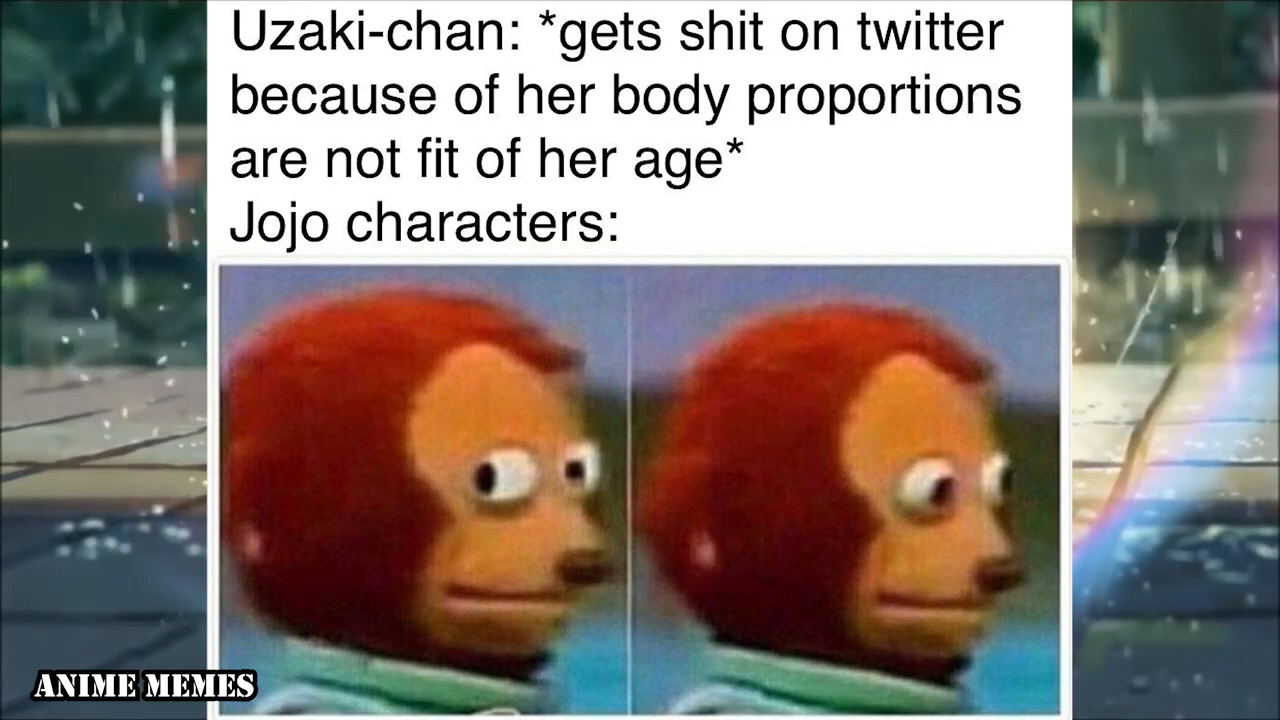 Uzaki-chan: *gets shit on twitter
because of her body proportions
are not fit of her age*
Jojo characters:
ANIME MEMES